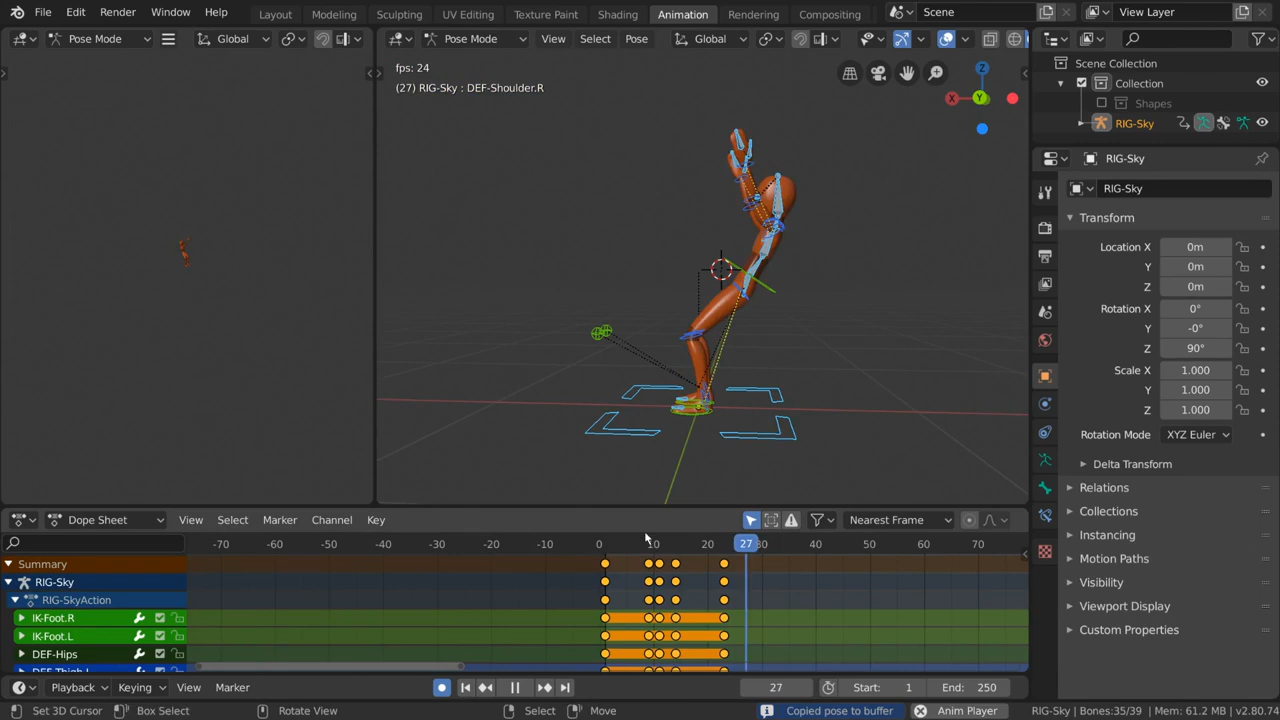 File Edit Render Window Help Layout Modeling Sculpting UV Editing Texture Paint Shading Animation Rendering Compositing Scene View Layer
Pose Mode Global Pose Mode View Select Pose Global
fps: 24
(27) RIG-Sky : DEF-Shoulder.R
Z
X
Y
Scene Collection
Collection
Shapes
RIG-Sky
RIG-Sky
RIG-Sky
Transform
Location X 0m
Y 0m
Z 0m
Rotation X 0°
Y -0°
Z 90°
Scale X 1.000
Y 1.000
Z 1.000
Rotation Mode XYZ Euler
Delta Transform
Relations
Collections
Instancing
Motion Paths
Visibility
Viewport Display
Custom Properties
Dope Sheet View Select Marker Channel Key Nearest Frame
-70 -60 -50 -40 -30 -20 -10 0 10 20 27 30 40 50 60 70
Summary
RIG-Sky
RIG-SkyAction
IK-Foot.R
IK-Foot.L
DEF-Hips
DEF-Thigh.L
Playback Keying View Marker 27 Start: 1 End: 250
Set 3D Cursor Box Select Rotate View Select Move Copied pose to buffer Anim Player RIG-Sky | Bones:35/39 | Mem: 61.2 MB | v2.80.74